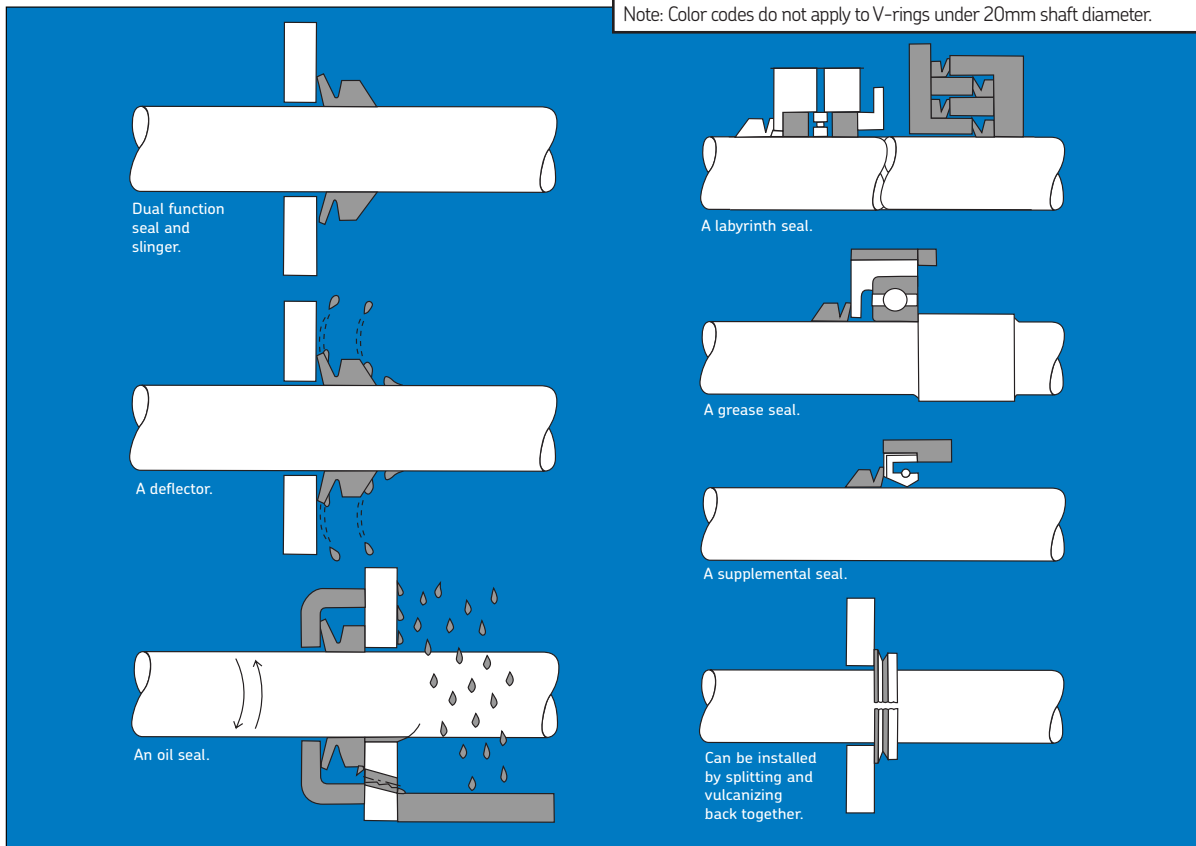 Note: Color codes do not apply to V-rings under 20mm shaft diameter.
Dual function
seal and
slinger.
A deflector.
An oil seal.
A labyrinth seal.
A grease seal.
A supplemental seal.
Can be installed
by splitting and
vulcanizing
back together.